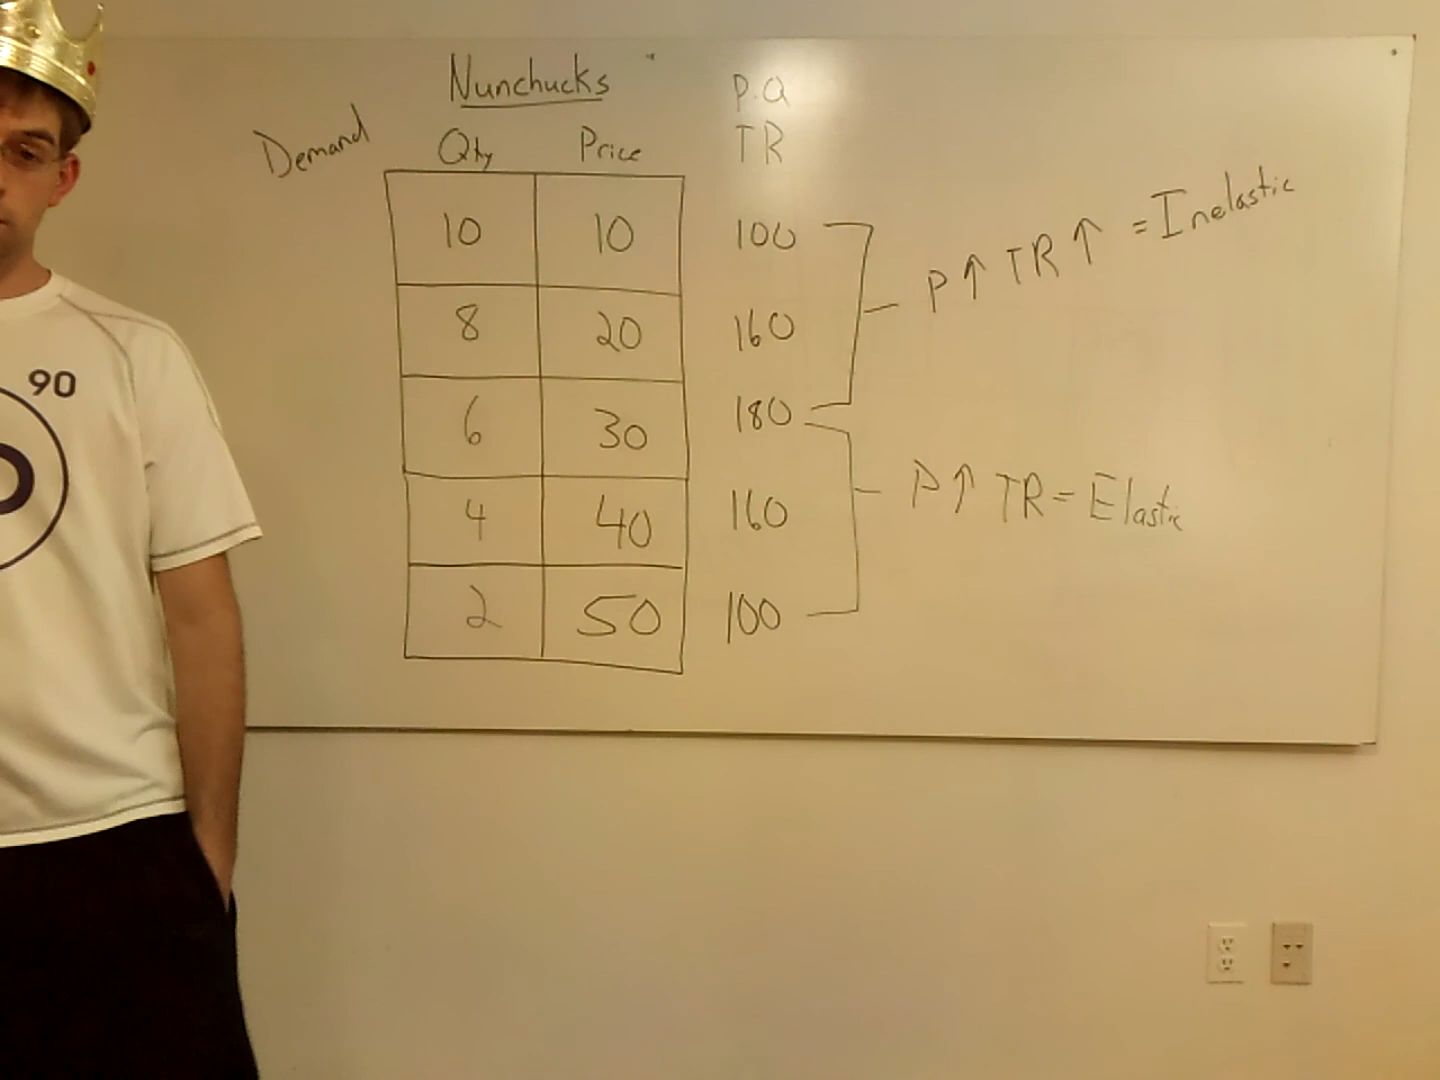 Nunchucks
P.Q
Demand Qty Price TR
10 10 100
P↑ TR↑ = Inelastic
8 20 160
6 30 180
P↑ TR = Elastic
4 40 160
2 50 100
90